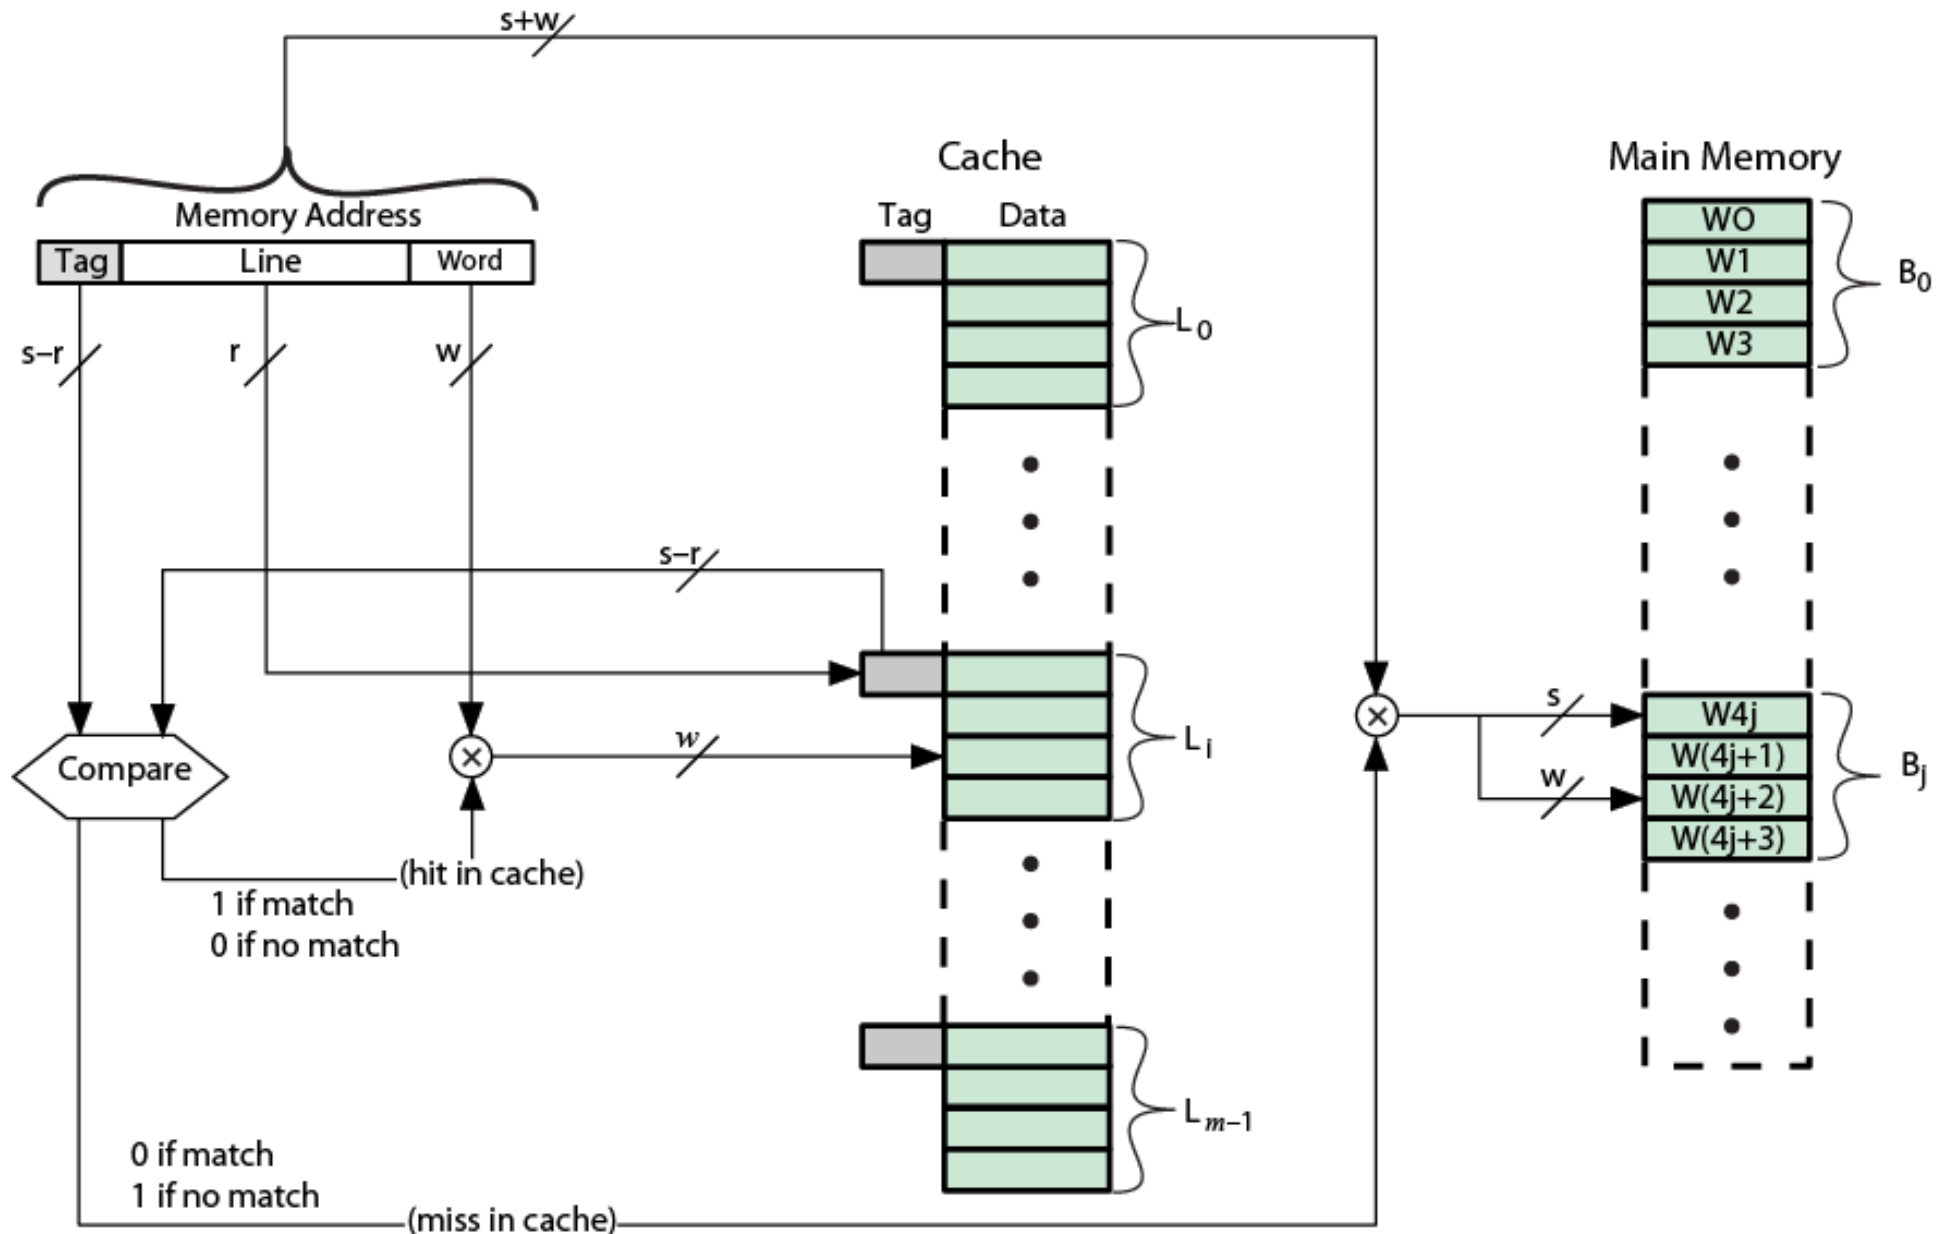 s+w
Cache
Main Memory
Memory Address
Tag Data
Tag Line Word
WO
W1
W2
W3
B0
L0
s–r
r
w
s–r
w
Li
s
w
W4j
W(4j+1)
W(4j+2)
W(4j+3)
Bj
Compare
(hit in cache)
1 if match
0 if no match
Lm–1
0 if match
1 if no match
(miss in cache)